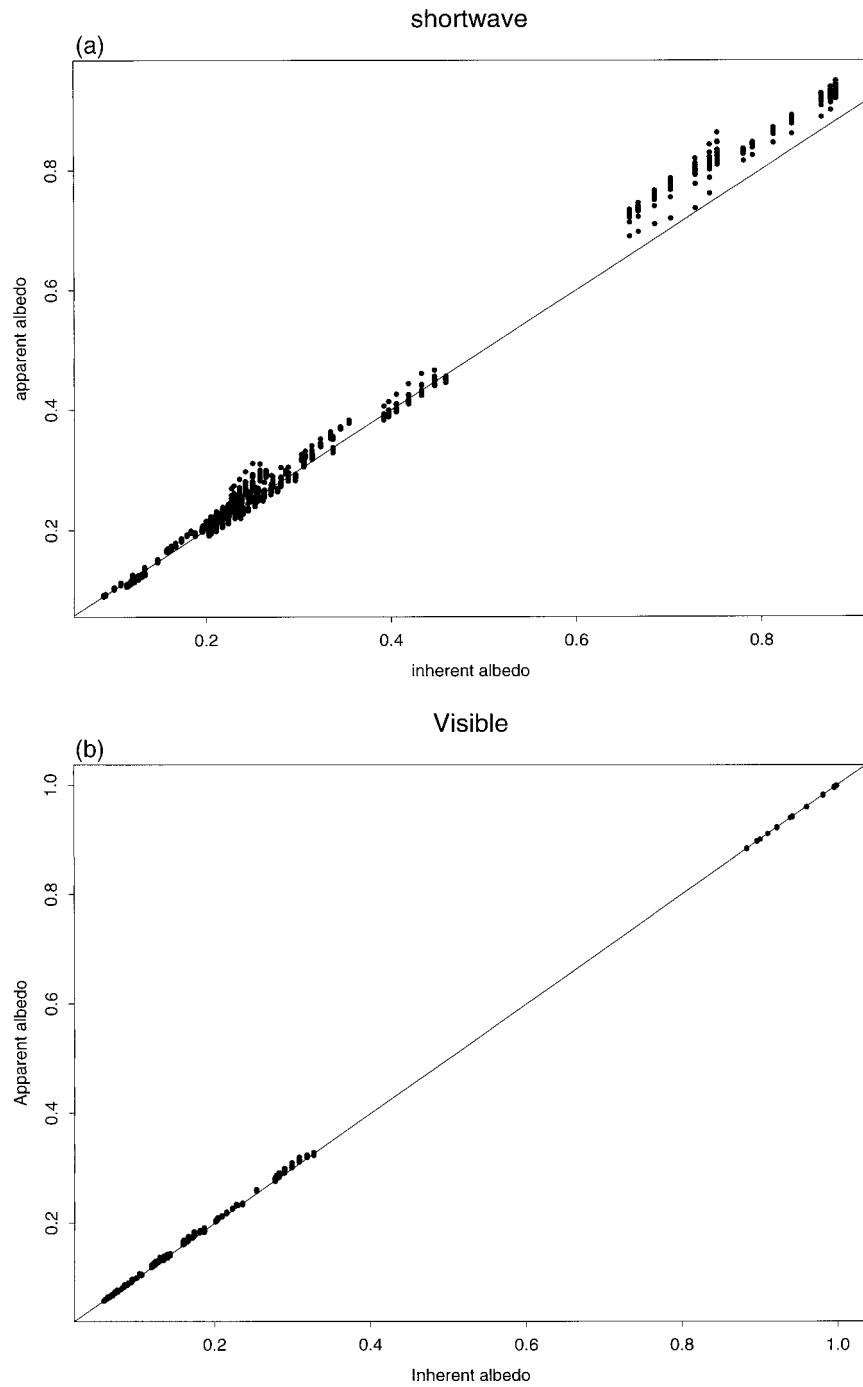 shortwave
(a)
0.8
0.6
0.4
0.2
apparent albedo
0.2 0.4 0.6 0.8
inherent albedo
Visible
(b)
1.0
0.8
0.6
0.4
0.2
Apparent albedo
0.2 0.4 0.6 0.8 1.0
Inherent albedo